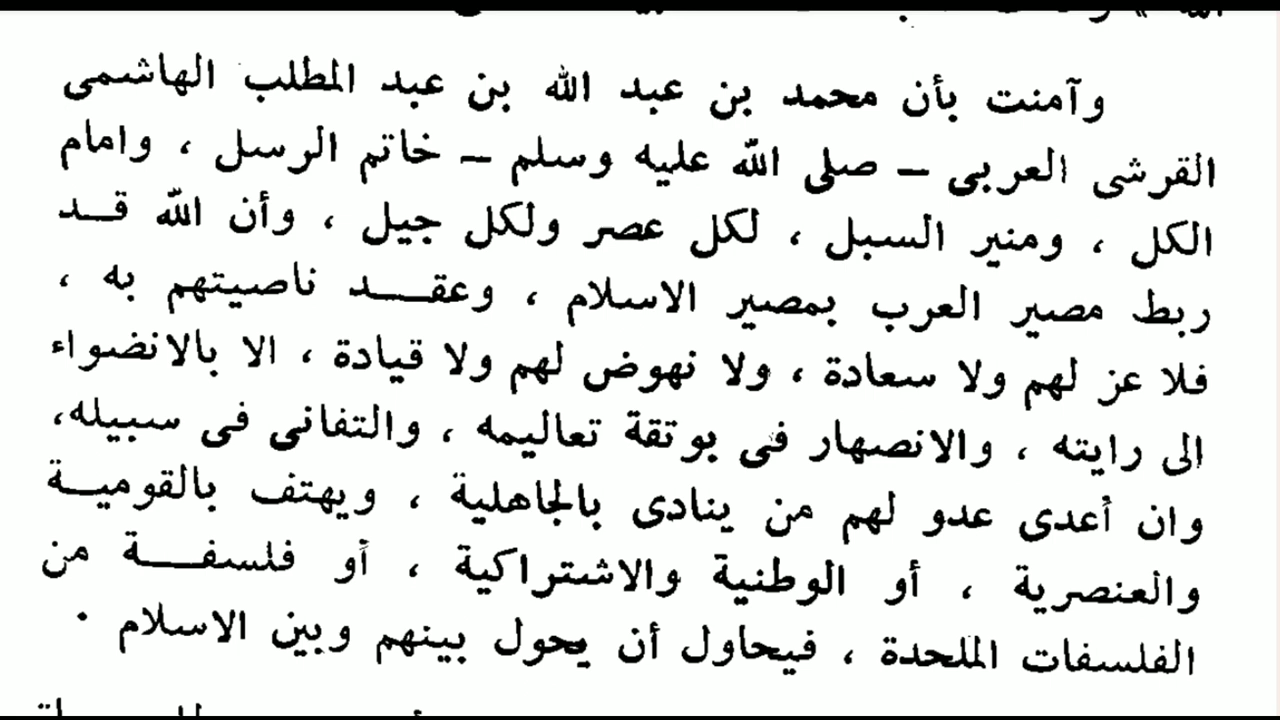 وآمنت بأن محمد بن عبد الله بن عبد المطلب الهاشمى
القرشى العربى – صلى الله عليه وسلم – خاتم الرسل ، وامام
الكل ، ومنير السبل ، لكل عصر ولكل جيل ، وأن الله قــد
ربط مصير العرب بمصير الاسلام ، وعقــــد ناصيتهم به ،
فلا عز لهم ولا سعادة ، ولا نهوض لهم ولا قيادة ، الا بالانضواء
الى رايته ، والانصهار فى بوتقة تعاليمه ، والتفانى فى سبيله،
وان أعدى عدو لهم من ينادى بالجاهلية ، ويهتف بالقوميــة
والعنصرية ، أو الوطنية والاشتراكية ، أو فلسفــــة من
الفلسفات الملحدة ، فيحاول أن يحول بينهم وبين الاسلام .